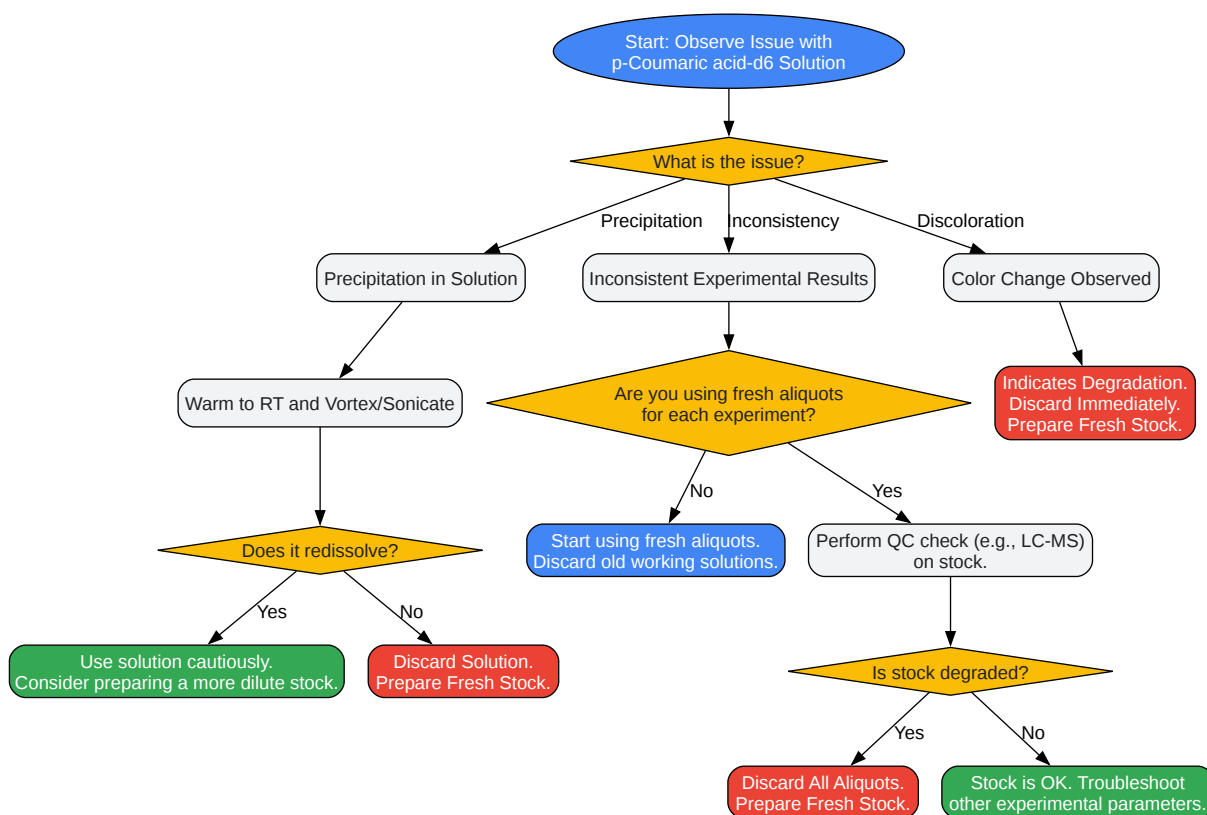 Start: Observe Issue with
p-Coumaric acid-d6 Solution
What is the issue?
Precipitation
Inconsistency
Discoloration
Precipitation in Solution
Inconsistent Experimental Results
Color Change Observed
Warm to RT and Vortex/Sonicate
Are you using fresh aliquots
for each experiment?
Indicates Degradation.
Discard Immediately.
Prepare Fresh Stock.
No
Yes
Does it redissolve?
Start using fresh aliquots.
Discard old working solutions.
Perform QC check (e.g., LC-MS)
on stock.
Yes
No
Use solution cautiously.
Consider preparing a more dilute stock.
Discard Solution.
Prepare Fresh Stock.
Is stock degraded?
Yes
No
Discard All Aliquots.
Prepare Fresh Stock.
Stock is OK. Troubleshoot
other experimental parameters.